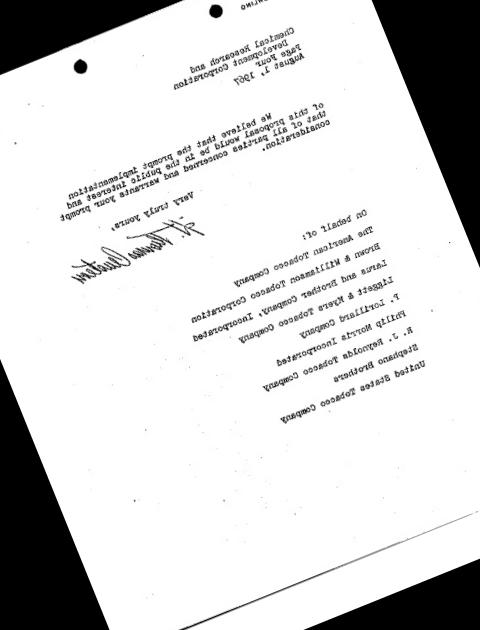 Chemical Research and
Development Corporation
Page Four
August 1, 1967
We believe that the prompt implementation
of this proposal would be in the public interest and
that of all parties concerned and warrants your prompt
consideration.
Very truly yours,
H. Thomas Austern
On behalf of:
The American Tobacco Company
Brown & Williamson Tobacco Corporation
Larus and Brother Company, Incorporated
Liggett & Myers Tobacco Company
P. Lorillard Company
Philip Morris Incorporated
R. J. Reynolds Tobacco Company
Stephano Brothers
United States Tobacco Company